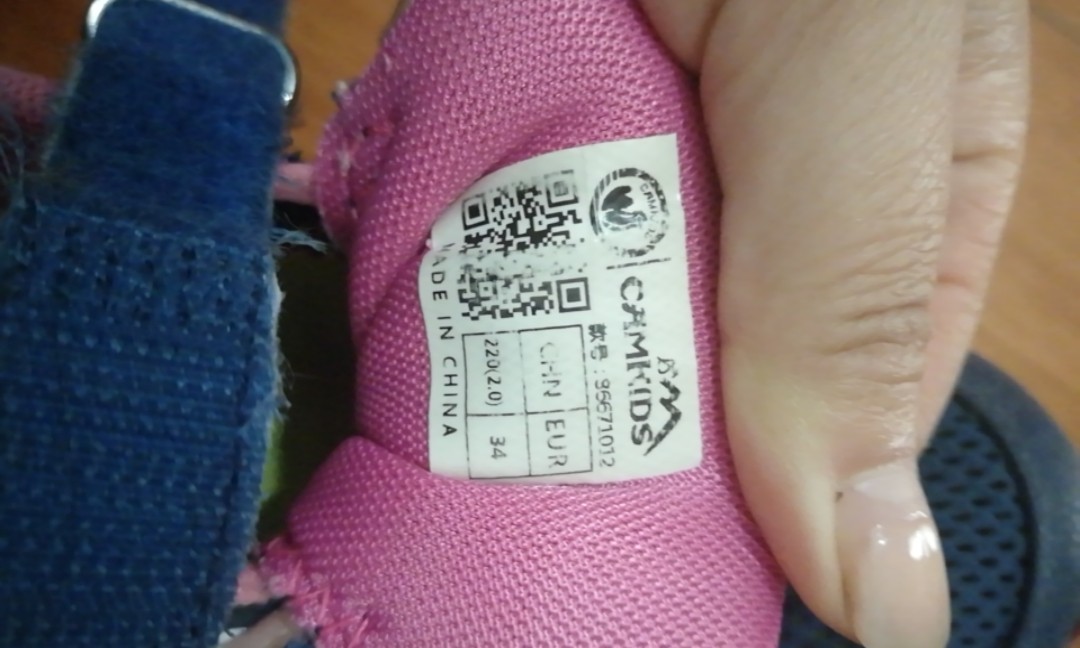 CAMKIDS
款号:96671012
CHN EUR
220(2.0) 34
MADE IN CHINA